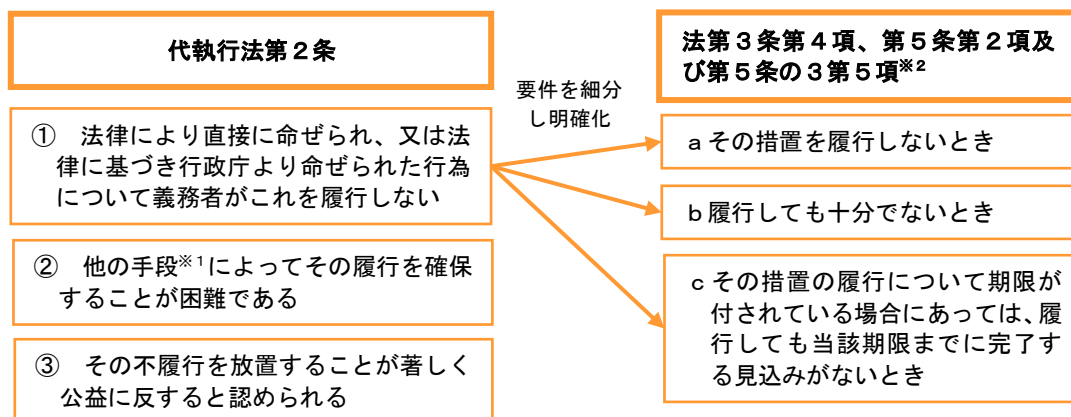 代執行法第２条
① 法律により直接に命ぜられ、又は法
律に基づき行政庁より命ぜられた行為
について義務者がこれを履行しない
② 他の手段※1によってその履行を確保
することが困難である
③ その不履行を放置することが著しく
公益に反すると認められる
要件を細分
し明確化
法第３条第４項、第５条第２項及
び第５条の３第５項※2
ａその措置を履行しないとき
ｂ履行しても十分でないとき
ｃその措置の履行について期限が
付されている場合にあっては、履
行しても当該期限までに完了す
る見込みがないとき